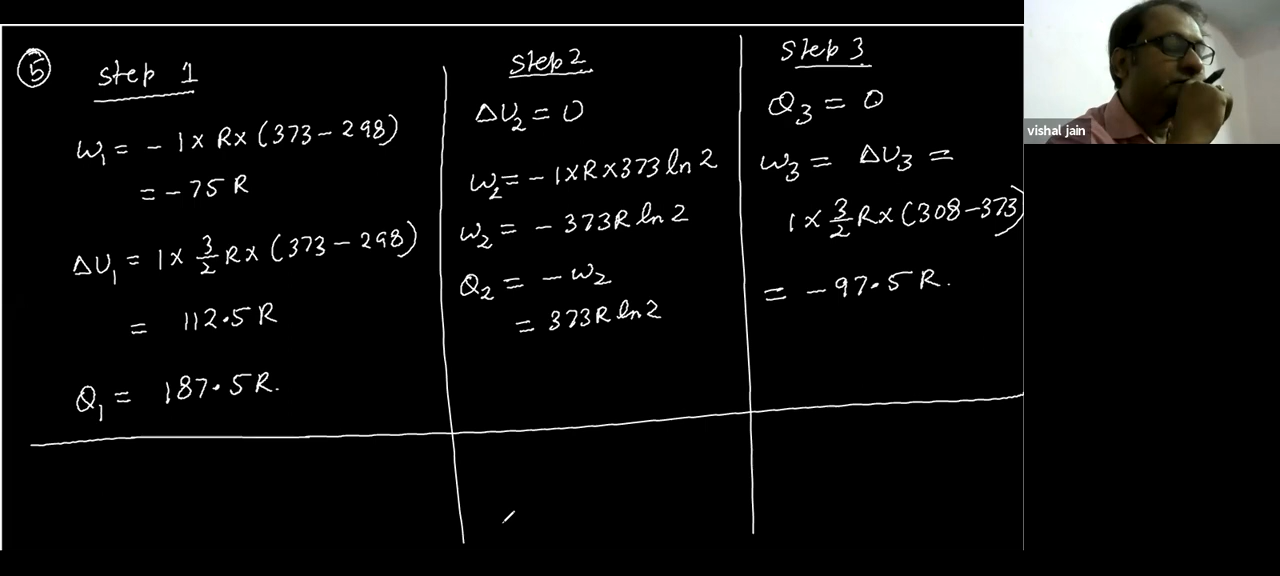 ⑤ Step 1
W₁ = - 1 × R × (373 - 298)
= - 75 R
ΔU₁ = 1 × 3/2 R × (373 - 298)
= 112.5 R
Q₁ = 187.5 R.
Step 2
ΔU₂ = 0
W₂ = - 1 × R × 373 ln 2
W₂ = - 373 R ln 2
Q₂ = - W₂
= 373 R ln 2
Step 3
Q₃ = 0
W₃ = ΔU₃ =
1 × 3/2 R × (308 - 373)
= - 97.5 R.
vishal jain